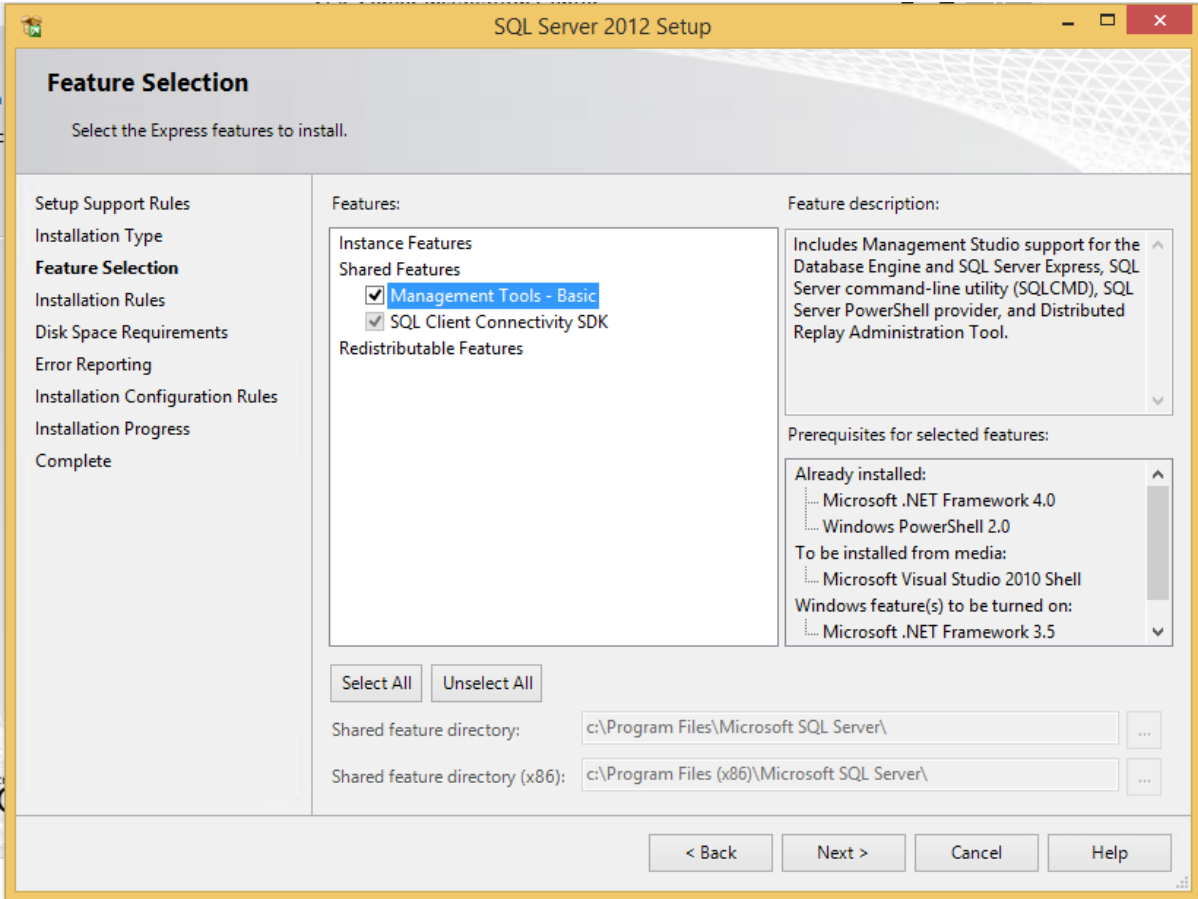 SQL Server 2012 Setup
Feature Selection
Select the Express features to install.
Setup Support Rules
Installation Type
Feature Selection
Installation Rules
Disk Space Requirements
Error Reporting
Installation Configuration Rules
Installation Progress
Complete
Features:
Instance Features
Shared Features
Management Tools - Basic
SQL Client Connectivity SDK
Redistributable Features
Feature description:
Includes Management Studio support for the
Database Engine and SQL Server Express, SQL
Server command-line utility (SQLCMD), SQL
Server PowerShell provider, and Distributed
Replay Administration Tool.
Prerequisites for selected features:
Already installed:
Microsoft .NET Framework 4.0
Windows PowerShell 2.0
To be installed from media:
Microsoft Visual Studio 2010 Shell
Windows feature(s) to be turned on:
Microsoft .NET Framework 3.5
Select All
Unselect All
Shared feature directory:
c:\Program Files\Microsoft SQL Server\
...
Shared feature directory (x86):
c:\Program Files (x86)\Microsoft SQL Server\
...
< Back
Next >
Cancel
Help